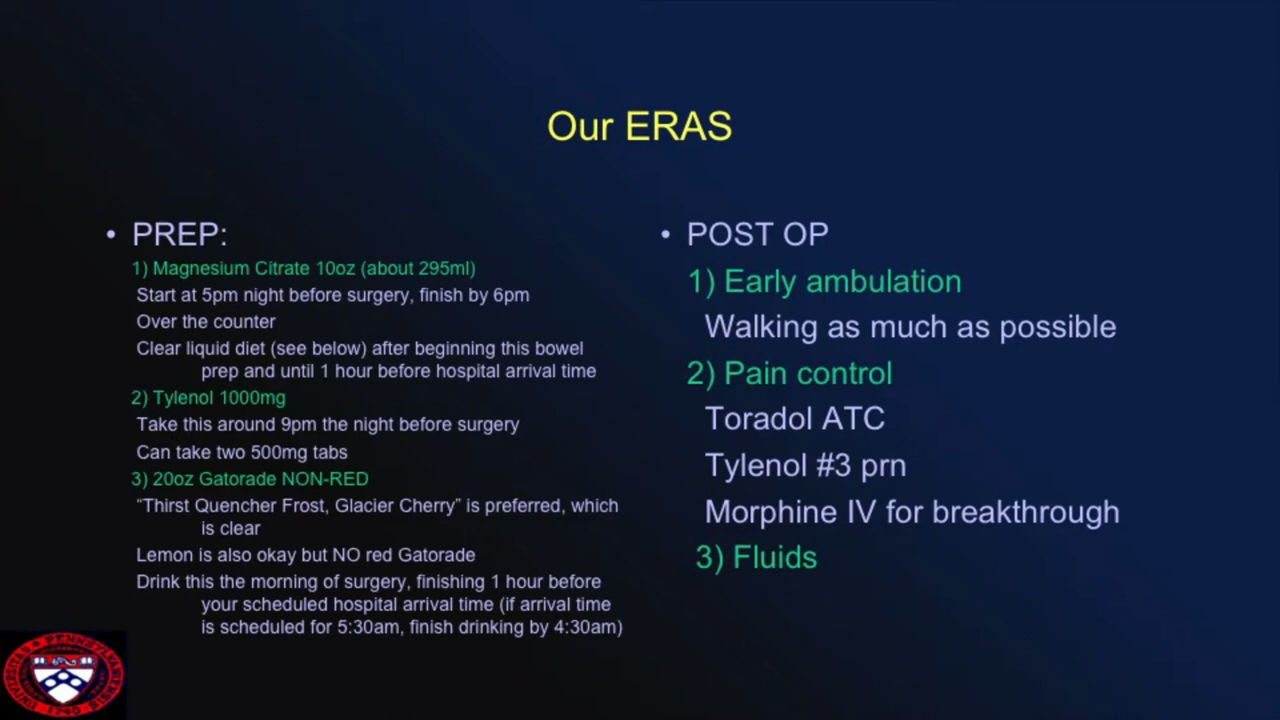 Our ERAS
• PREP:
1) Magnesium Citrate 10oz (about 295ml)
Start at 5pm night before surgery, finish by 6pm
Over the counter
Clear liquid diet (see below) after beginning this bowel
prep and until 1 hour before hospital arrival time
2) Tylenol 1000mg
Take this around 9pm the night before surgery
Can take two 500mg tabs
3) 20oz Gatorade NON-RED
“Thirst Quencher Frost, Glacier Cherry” is preferred, which
is clear
Lemon is also okay but NO red Gatorade
Drink this the morning of surgery, finishing 1 hour before
your scheduled hospital arrival time (if arrival time
is scheduled for 5:30am, finish drinking by 4:30am)
• POST OP
1) Early ambulation
Walking as much as possible
2) Pain control
Toradol ATC
Tylenol #3 prn
Morphine IV for breakthrough
3) Fluids